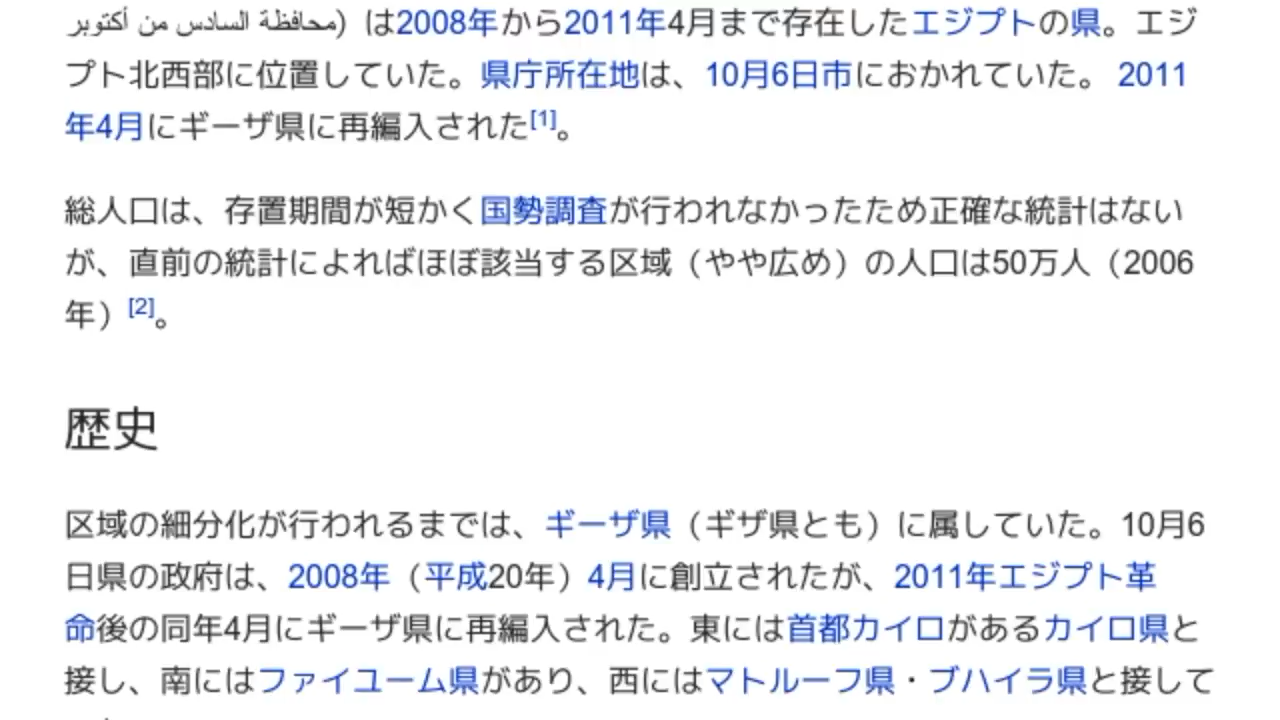 محافظة السادس من أكتوبر）は2008年から2011年4月まで存在したエジプトの県。エジ
プト北西部に位置していた。県庁所在地は、10月6日市におかれていた。 2011
年4月にギーザ県に再編入された[1]。
総人口は、存置期間が短かく国勢調査が行われなかったため正確な統計はない
が、直前の統計によればほぼ該当する区域（やや広め）の人口は50万人（2006
年）[2]。
歴史
区域の細分化が行われるまでは、ギーザ県（ギザ県とも）に属していた。10月6
日県の政府は、2008年（平成20年）4月に創立されたが、2011年エジプト革
命後の同年4月にギーザ県に再編入された。東には首都カイロがあるカイロ県と
接し、南にはファイユーム県があり、西にはマトルーフ県・ブハイラ県と接して